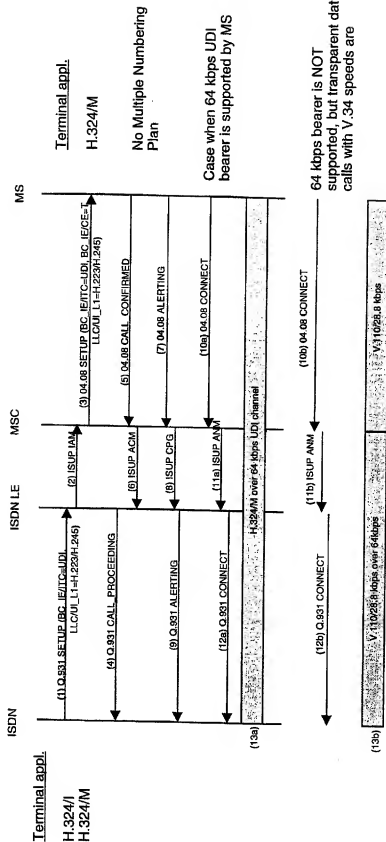 ISDN
ISDN LE
MSC
MS
Terminal appl.
H.324/I
H.324/M
Terminal appl.
H.324/M
(1) Q.931 SETUP (BC_IE/ITC=UDI,
LLC/UI_L1=H.223/H.245)
(2) ISUP IAM
(3) 04.08 SETUP (BC_IE/ITC=UDI, BC_IE/CE=T,
LLC/UI_L1=H.223/H.245)
No Multiple Numbering
Plan
(4) Q.931 CALL_PROCEEDING
(5) 04.08 CALL_CONFIRMED
(6) ISUP ACM
(7) 04.08 ALERTING
(8) ISUP CPG
(9) Q.931 ALERTING
Case when 64 kbps UDI
bearer is supported by MS
(10a) 04.08 CONNECT
(11a) ISUP ANM
(12a) Q.931 CONNECT
(13a)
H.324/M over 64 kbps UDI channel
64 kbps bearer is NOT
supported, but transparent dat
calls with V.34 speeds are
(10b) 04.08 CONNECT
(11b) ISUP ANM
(12b) Q.931 CONNECT
(13b)
V.110/28.8 kbps over 64kbps
V.110/28.8 kbps